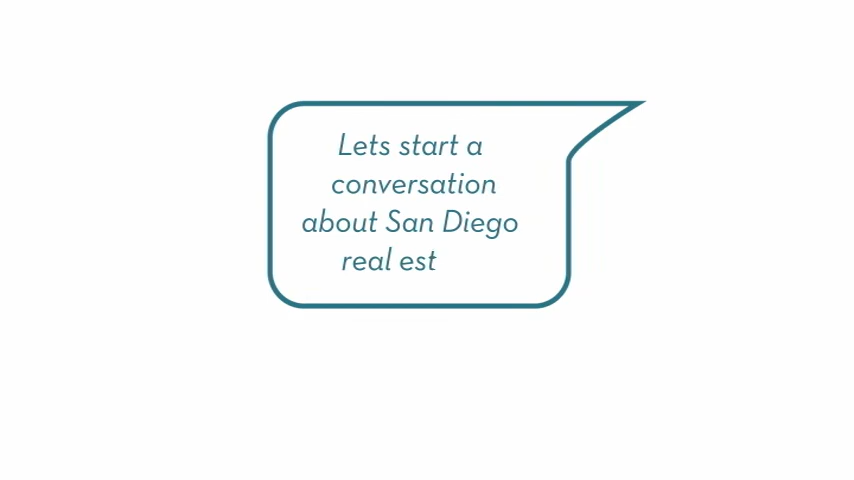 Lets start a
conversation
about San Diego
real est